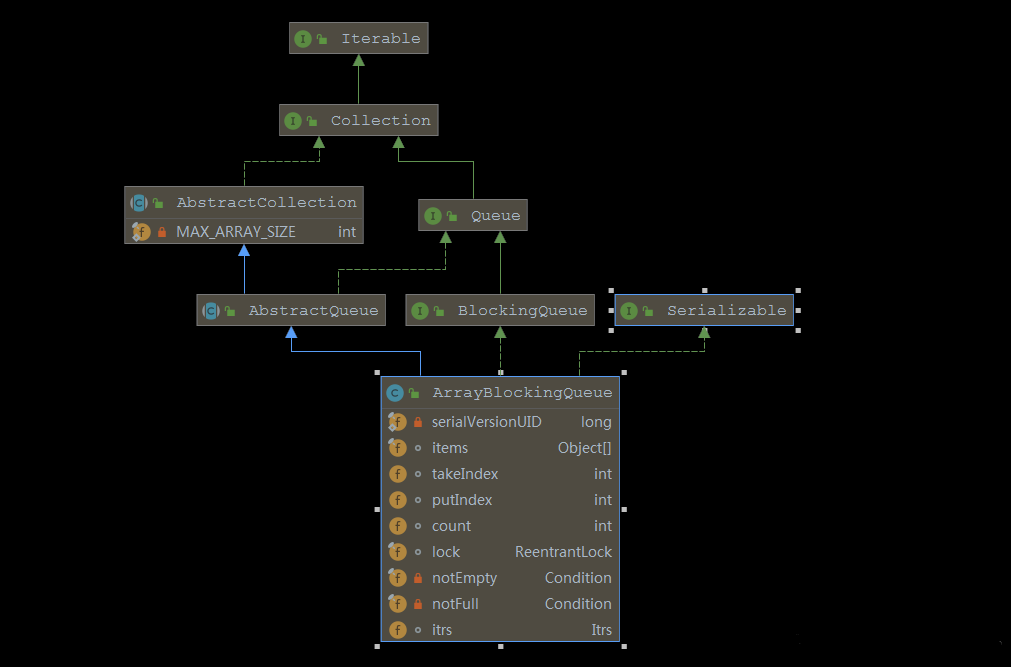 Iterable
Collection
AbstractCollection
MAX_ARRAY_SIZE int
Queue
AbstractQueue
BlockingQueue
Serializable
ArrayBlockingQueue
serialVersionUID long
items Object[]
takeIndex int
putIndex int
count int
lock ReentrantLock
notEmpty Condition
notFull Condition
itrs Itrs